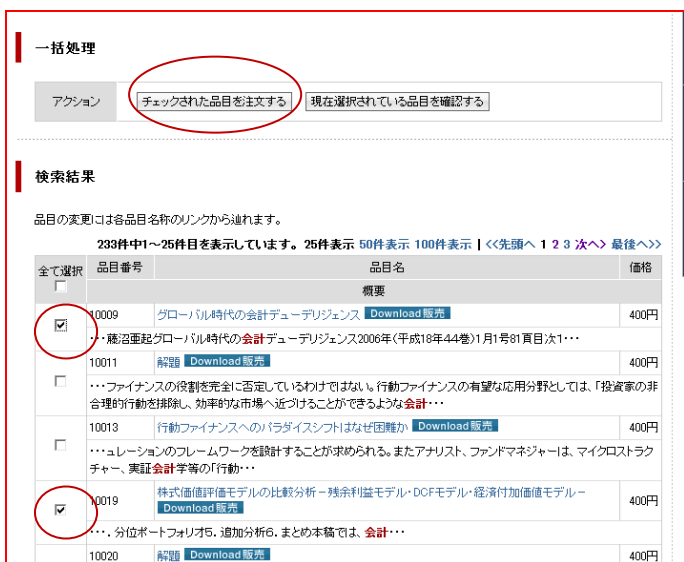 一括処理
アクション チェックされた品目を注文する 現在選択されている品目を確認する
検索結果
品目の変更には各品目名称のリンクから辿れます。
233件中1～25件目を表示しています。25件表示 50件表示 100件表示 | <<先頭へ 1 2 3 次へ> 最後へ>>
全て選択 品目番号 品目名 価格
概要
10009 グローバル時代の会計デューデリジェンス Download販売 400円
・・・藤沼亜起グローバル時代の会計デューデリジェンス2006年(平成18年44巻)1月1号81頁目次1・・・
10011 解題 Download販売 400円
・・・ファイナンスの役割を完全に否定しているわけではない。行動ファイナンスの有望な応用分野としては、「投資家の非
合理的行動を排除し、効率的な市場へ近づけることができるような会計・・・
10013 行動ファイナンスへのパラダイスシフトはなぜ困難か Download販売 400円
・・・ュレーションのフレームワークを設計することが求められる。またアナリスト、ファンドマネジャーは、マイクロストラク
チャー、実証会計学等の「行動・・・
10019 株式価値評価モデルの比較分析－残余利益モデル・DCFモデル・経済付加価値モデル－ 400円
Download販売
・・・. 分位ポートフォリオ5. 追加分析6. まとめ本稿では、会計・・・
10020 解題 Download販売 400円